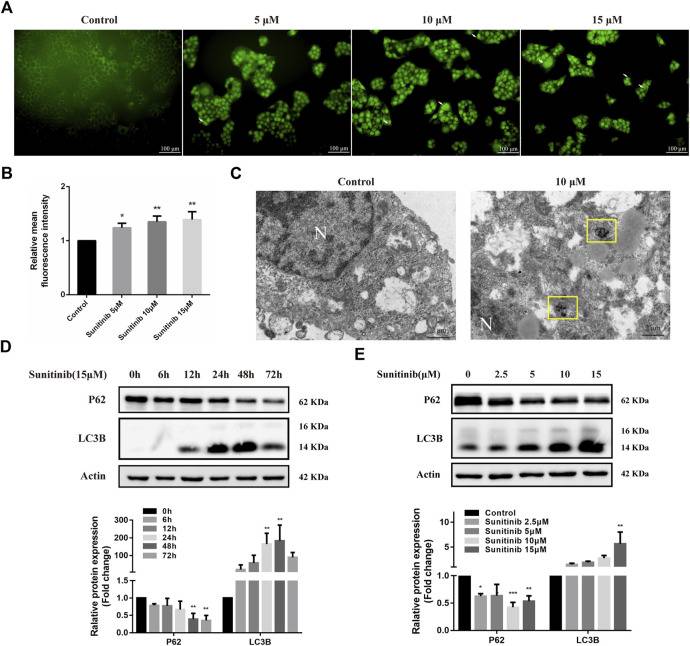 A
Control
5 μM
10 μM
15 μM
100 μm
100 μm
100 μm
100 μm
B
Relative mean
fluorescence intensity
2
1
0
*
**
**
Control
Sunitinib 5μM
Sunitinib 10μM
Sunitinib 15μM
C
Control
10 μM
N
N
D
Sunitinib(15μM)
0h
6h
12h
24h
48h
72h
P62
62 KDa
LC3B
16 KDa
14 KDa
Actin
42 KDa
Ralative protein expression
(Fold change)
300
200
100
1.0
0.5
0.0
0h
6h
12h
24h
48h
72h
**
**
**
**
P62
LC3B
E
Sunitinib(μM)
0
2.5
5
10
15
P62
62 KDa
LC3B
16 KDa
14 KDa
Actin
42 KDa
Ralative protein expression
(Fold change)
10
5
1.0
0.5
0.0
Control
Sunitinib 2.5μM
Sunitinib 5μM
Sunitinib 10μM
Sunitinib 15μM
*
***
**
**
P62
LC3B